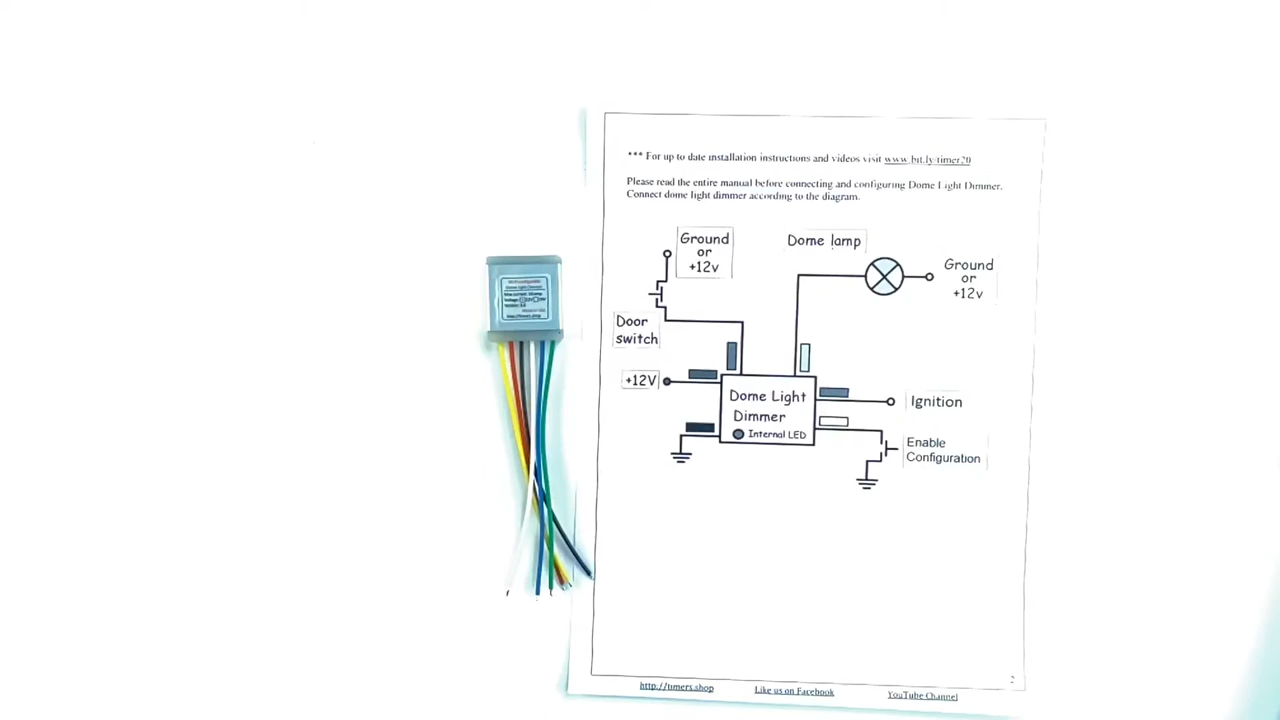 *** For up to date installation instructions and videos visit www.bit.ly/timer20
Please read the entire manual before connecting and configuring Dome Light Dimmer.
Connect dome light dimmer according to the diagram.
Ground
or
+12v
Dome lamp
Ground
or
+12v
Door
switch
+12V
Dome Light
Dimmer
Internal LED
Ignition
Enable
Configuration
2
http://timers.shop
Like us on Facebook
YouTube Channel